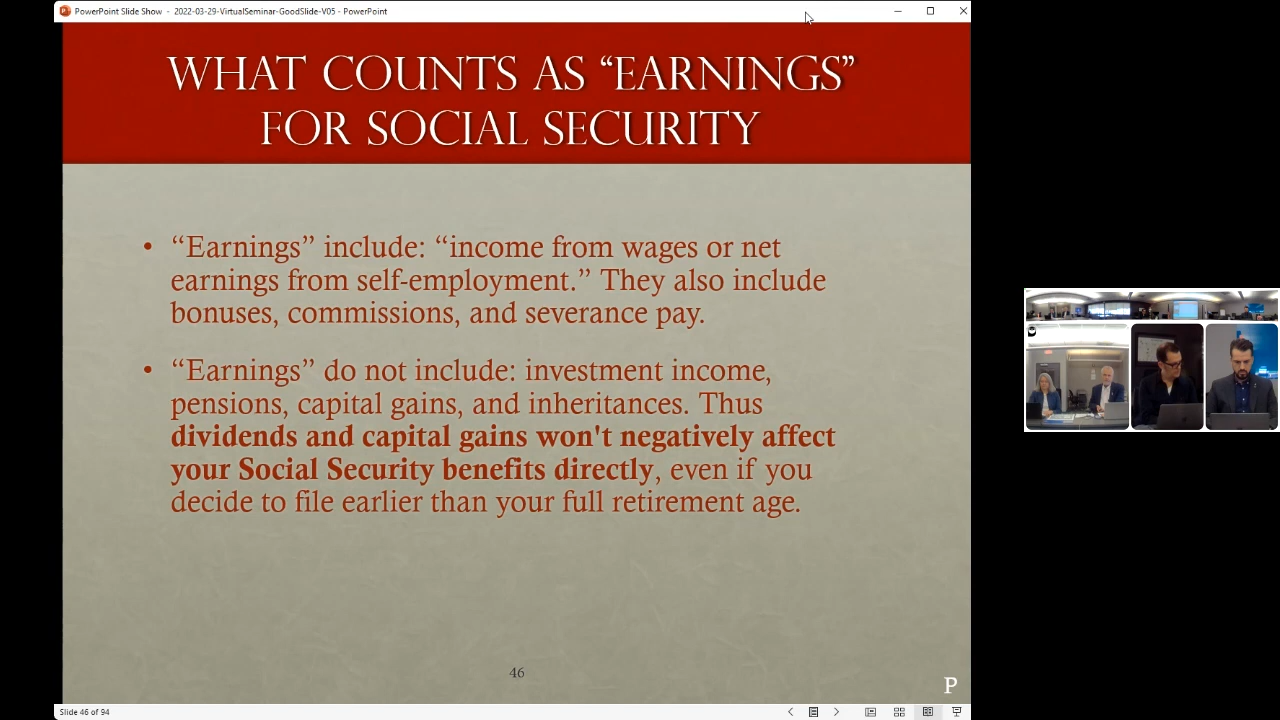 PowerPoint Slide Show - 2022-03-29-VirtualSeminar-GoodSlide-V05 - PowerPoint
WHAT COUNTS AS “EARNINGS”
FOR SOCIAL SECURITY
• “Earnings” include: “income from wages or net
earnings from self-employment.” They also include
bonuses, commissions, and severance pay.
• “Earnings” do not include: investment income,
pensions, capital gains, and inheritances. Thus
dividends and capital gains won't negatively affect
your Social Security benefits directly, even if you
decide to file earlier than your full retirement age.
46
P
Slide 46 of 94